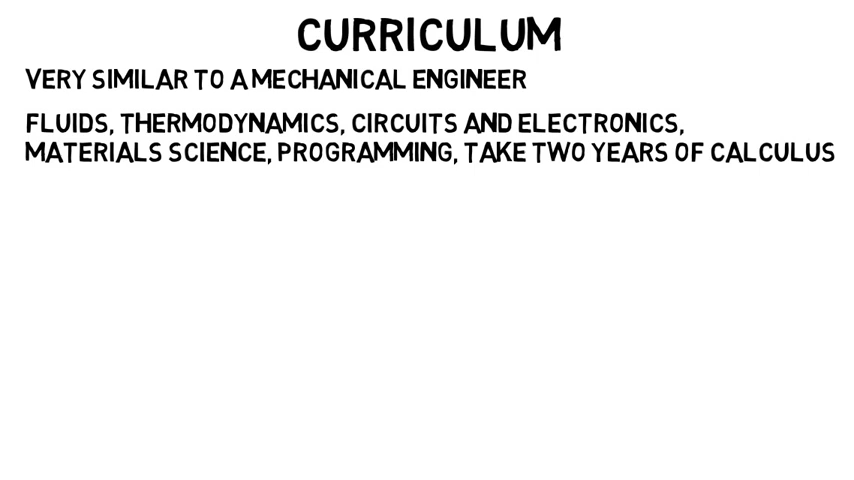 CURRICULUM
VERY SIMILAR TO A MECHANICAL ENGINEER
FLUIDS, THERMODYNAMICS, CIRCUITS AND ELECTRONICS,
MATERIALS SCIENCE, PROGRAMMING, TAKE TWO YEARS OF CALCULUS